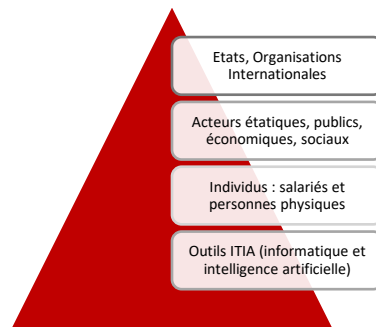 Etats, Organisations
Internationales
Acteurs étatiques, publics,
économiques, sociaux
Individus : salariés et
personnes physiques
Outils ITIA (informatique et
intelligence artificielle)